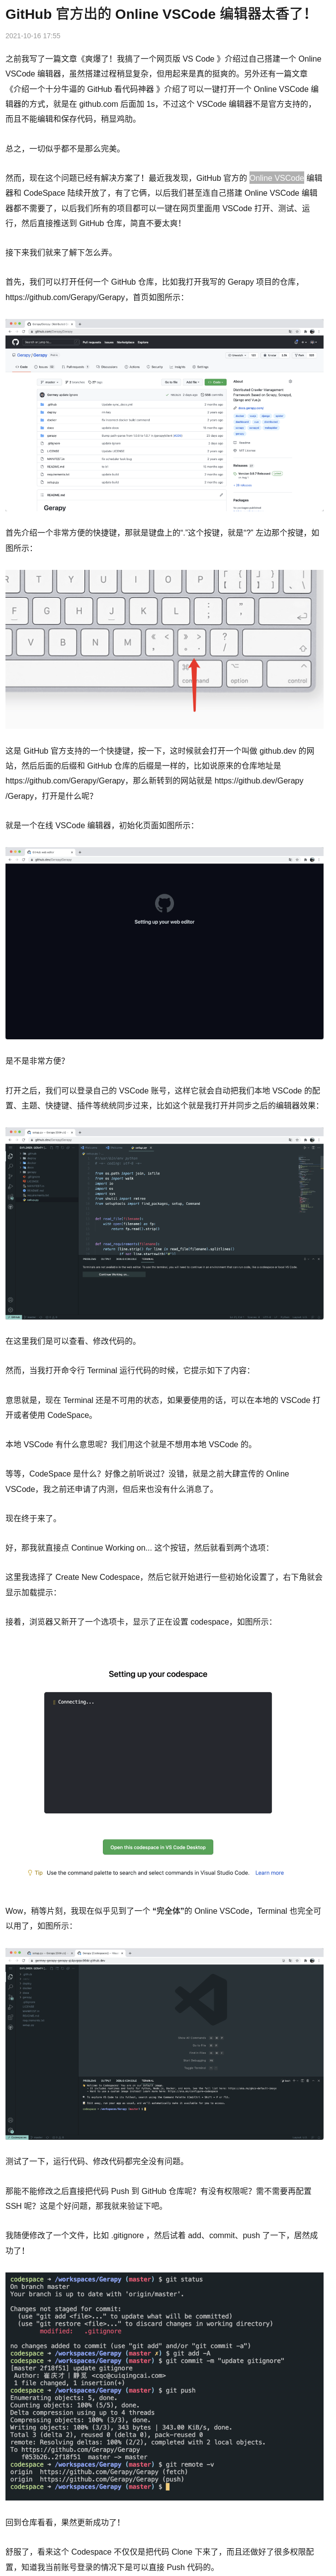 GitHub 官方出的 Online VSCode 编辑器太香了！
2021-10-16 17:55
之前我写了一篇文章《爽爆了！我搞了一个网页版 VS Code 》介绍过自己搭建一个 Online
VSCode 编辑器，虽然搭建过程稍显复杂，但用起来是真的挺爽的。另外还有一篇文章
《介绍一个十分牛逼的 GitHub 看代码神器 》介绍了可以一键打开一个 Online VSCode 编
辑器的方式，就是在 github.com 后面加 1s，不过这个 VSCode 编辑器不是官方支持的，
而且不能编辑和保存代码，稍显鸡肋。
总之，一切似乎都不是那么完美。
然而，现在这个问题已经有解决方案了！最近我发现，GitHub 官方的 Online VSCode 编辑
器和 CodeSpace 陆续开放了，有了它俩，以后我们甚至连自己搭建 Online VSCode 编辑
器都不需要了，以后我们所有的项目都可以一键在网页里面用 VSCode 打开、测试、运
行，然后直接推送到 GitHub 仓库，简直不要太爽！
接下来我们就来了解下怎么弄。
首先，我们可以打开任何一个 GitHub 仓库，比如我打开我写的 Gerapy 项目的仓库，
https://github.com/Gerapy/Gerapy，首页如图所示：
Gerapy
首先介绍一个非常方便的快捷键，那就是键盘上的“.”这个按键，就是“?” 左边那个按键，如
图所示：
command
option
control
这是 GitHub 官方支持的一个快捷键，按一下，这时候就会打开一个叫做 github.dev 的网
站，然后后面的后缀和 GitHub 仓库的后缀是一样的，比如说原来的仓库地址是
https://github.com/Gerapy/Gerapy，那么新转到的网站就是 https://github.dev/Gerapy
/Gerapy，打开是什么呢？
就是一个在线 VSCode 编辑器，初始化页面如图所示：
Setting up your web editor
是不是非常方便？
打开之后，我们可以登录自己的 VSCode 账号，这样它就会自动把我们本地 VSCode 的配
置、主题、快捷键、插件等统统同步过来，比如这个就是我打开并同步之后的编辑器效果：
在这里我们是可以查看、修改代码的。
然而，当我打开命令行 Terminal 运行代码的时候，它提示如下了内容：
意思就是，现在 Terminal 还是不可用的状态，如果要使用的话，可以在本地的 VSCode 打
开或者使用 CodeSpace。
本地 VSCode 有什么意思呢？我们用这个就是不想用本地 VSCode 的。
等等，CodeSpace 是什么？好像之前听说过？没错，就是之前大肆宣传的 Online
VSCode，我之前还申请了内测，但后来也没有什么消息了。
现在终于来了。
好，那我就直接点 Continue Working on... 这个按钮，然后就看到两个选项：
这里我选择了 Create New Codespace，然后它就开始进行一些初始化设置了，右下角就会
显示加载提示：
接着，浏览器又新开了一个选项卡，显示了正在设置 codespace，如图所示：
Setting up your codespace
Connecting...
Open this codespace in VS Code Desktop
Tip Use the command palette to search and select commands in Visual Studio Code. Learn more
Wow，稍等片刻，我现在似乎见到了一个 “完全体”的 Online VSCode，Terminal 也完全可
以用了，如图所示：
测试了一下，运行代码、修改代码都完全没有问题。
那能不能修改之后直接把代码 Push 到 GitHub 仓库呢？有没有权限呢？需不需要再配置
SSH 呢？这是个好问题，那我就来验证下吧。
我随便修改了一个文件，比如 .gitignore ，然后试着 add、commit、push 了一下，居然成
功了！
codespace ➜ /workspaces/Gerapy (master) $ git status
On branch master
Your branch is up to date with 'origin/master'.
Changes not staged for commit:
(use "git add <file>..." to update what will be committed)
(use "git restore <file>..." to discard changes in working directory)
modified: .gitignore
no changes added to commit (use "git add" and/or "git commit -a")
codespace ➜ /workspaces/Gerapy (master ✗) $ git add -A
codespace ➜ /workspaces/Gerapy (master ✗) $ git commit -m "update gitignore"
[master 2f18f51] update gitignore
Author: 崔庆才丨静觅 <cqc@cuiqingcai.com>
1 file changed, 1 insertion(+)
codespace ➜ /workspaces/Gerapy (master) $ git push
Enumerating objects: 5, done.
Counting objects: 100% (5/5), done.
Delta compression using up to 4 threads
Compressing objects: 100% (3/3), done.
Writing objects: 100% (3/3), 343 bytes | 343.00 KiB/s, done.
Total 3 (delta 2), reused 0 (delta 0), pack-reused 0
remote: Resolving deltas: 100% (2/2), completed with 2 local objects.
To https://github.com/Gerapy/Gerapy
f053b26..2f18f51 master -> master
codespace ➜ /workspaces/Gerapy (master) $ git remote -v
origin https://github.com/Gerapy/Gerapy (fetch)
origin https://github.com/Gerapy/Gerapy (push)
codespace ➜ /workspaces/Gerapy (master) $
回到仓库看看，果然更新成功了！
舒服了，看来这个 Codespace 不仅仅是把代码 Clone 下来了，而且还做好了很多权限配
置，知道我当前账号登录的情况下是可以直接 Push 代码的。